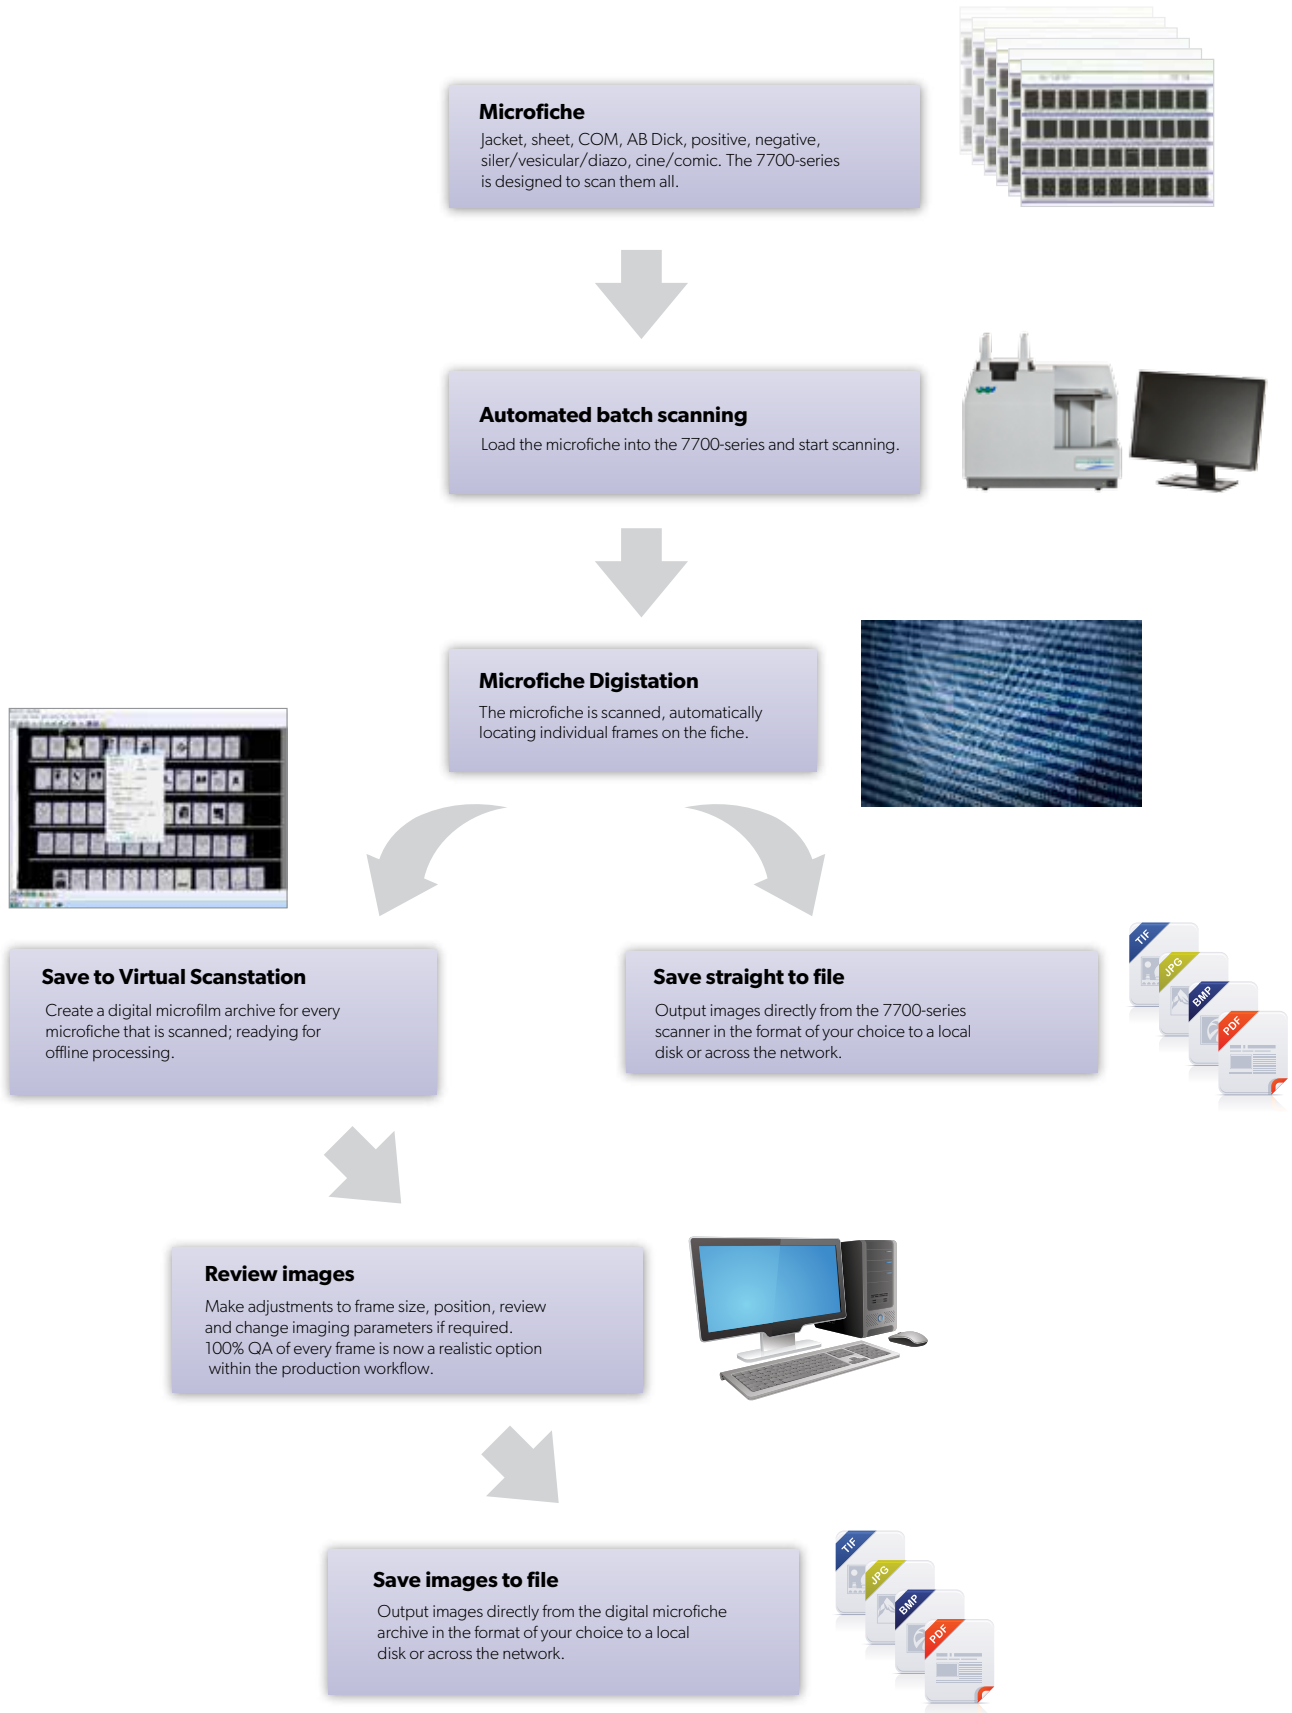 Microfiche
Jacket, sheet, COM, AB Dick, positive, negative,
siler/vesicular/diazo, cine/comic. The 7700-series
is designed to scan them all.
Automated batch scanning
Load the microfiche into the 7700-series and start scanning.
Microfiche Digistation
The microfiche is scanned, automatically
locating individual frames on the fiche.
Save to Virtual Scanstation
Create a digital microfilm archive for every
microfiche that is scanned; readying for
offline processing.
Save straight to file
Output images directly from the 7700-series
scanner in the format of your choice to a local
disk or across the network.
TIF
JPG
BMP
PDF
Review images
Make adjustments to frame size, position, review
and change imaging parameters if required.
100% QA of every frame is now a realistic option
within the production workflow.
Save images to file
Output images directly from the digital microfiche
archive in the format of your choice to a local
disk or across the network.
TIF
JPG
BMP
PDF